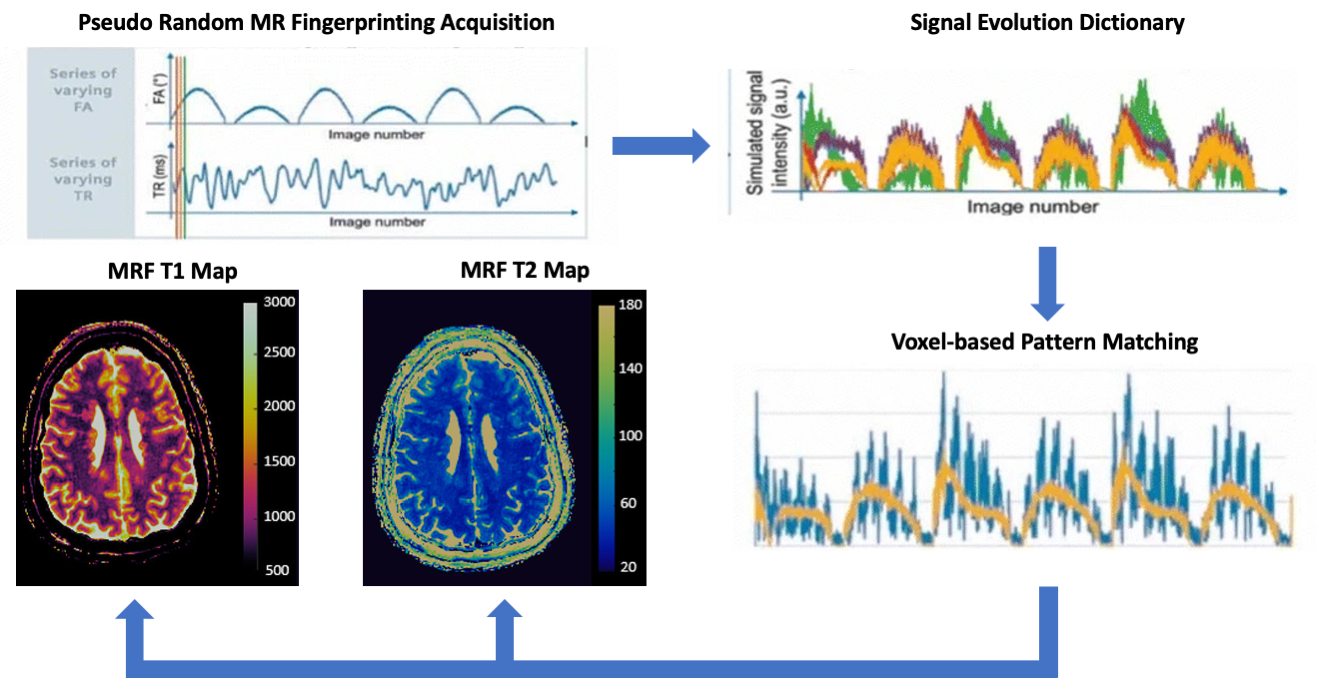 Pseudo Random MR Fingerprinting Acquisition
Series of
varying
FA
FA (°)
Image number
Series of
varying
TR
TR (ms)
Image number
Signal Evolution Dictionary
Simulated signal
intensity (a.u.)
Image number
MRF T1 Map
3000
2500
2000
1500
1000
500
MRF T2 Map
180
140
100
60
20
Voxel-based Pattern Matching